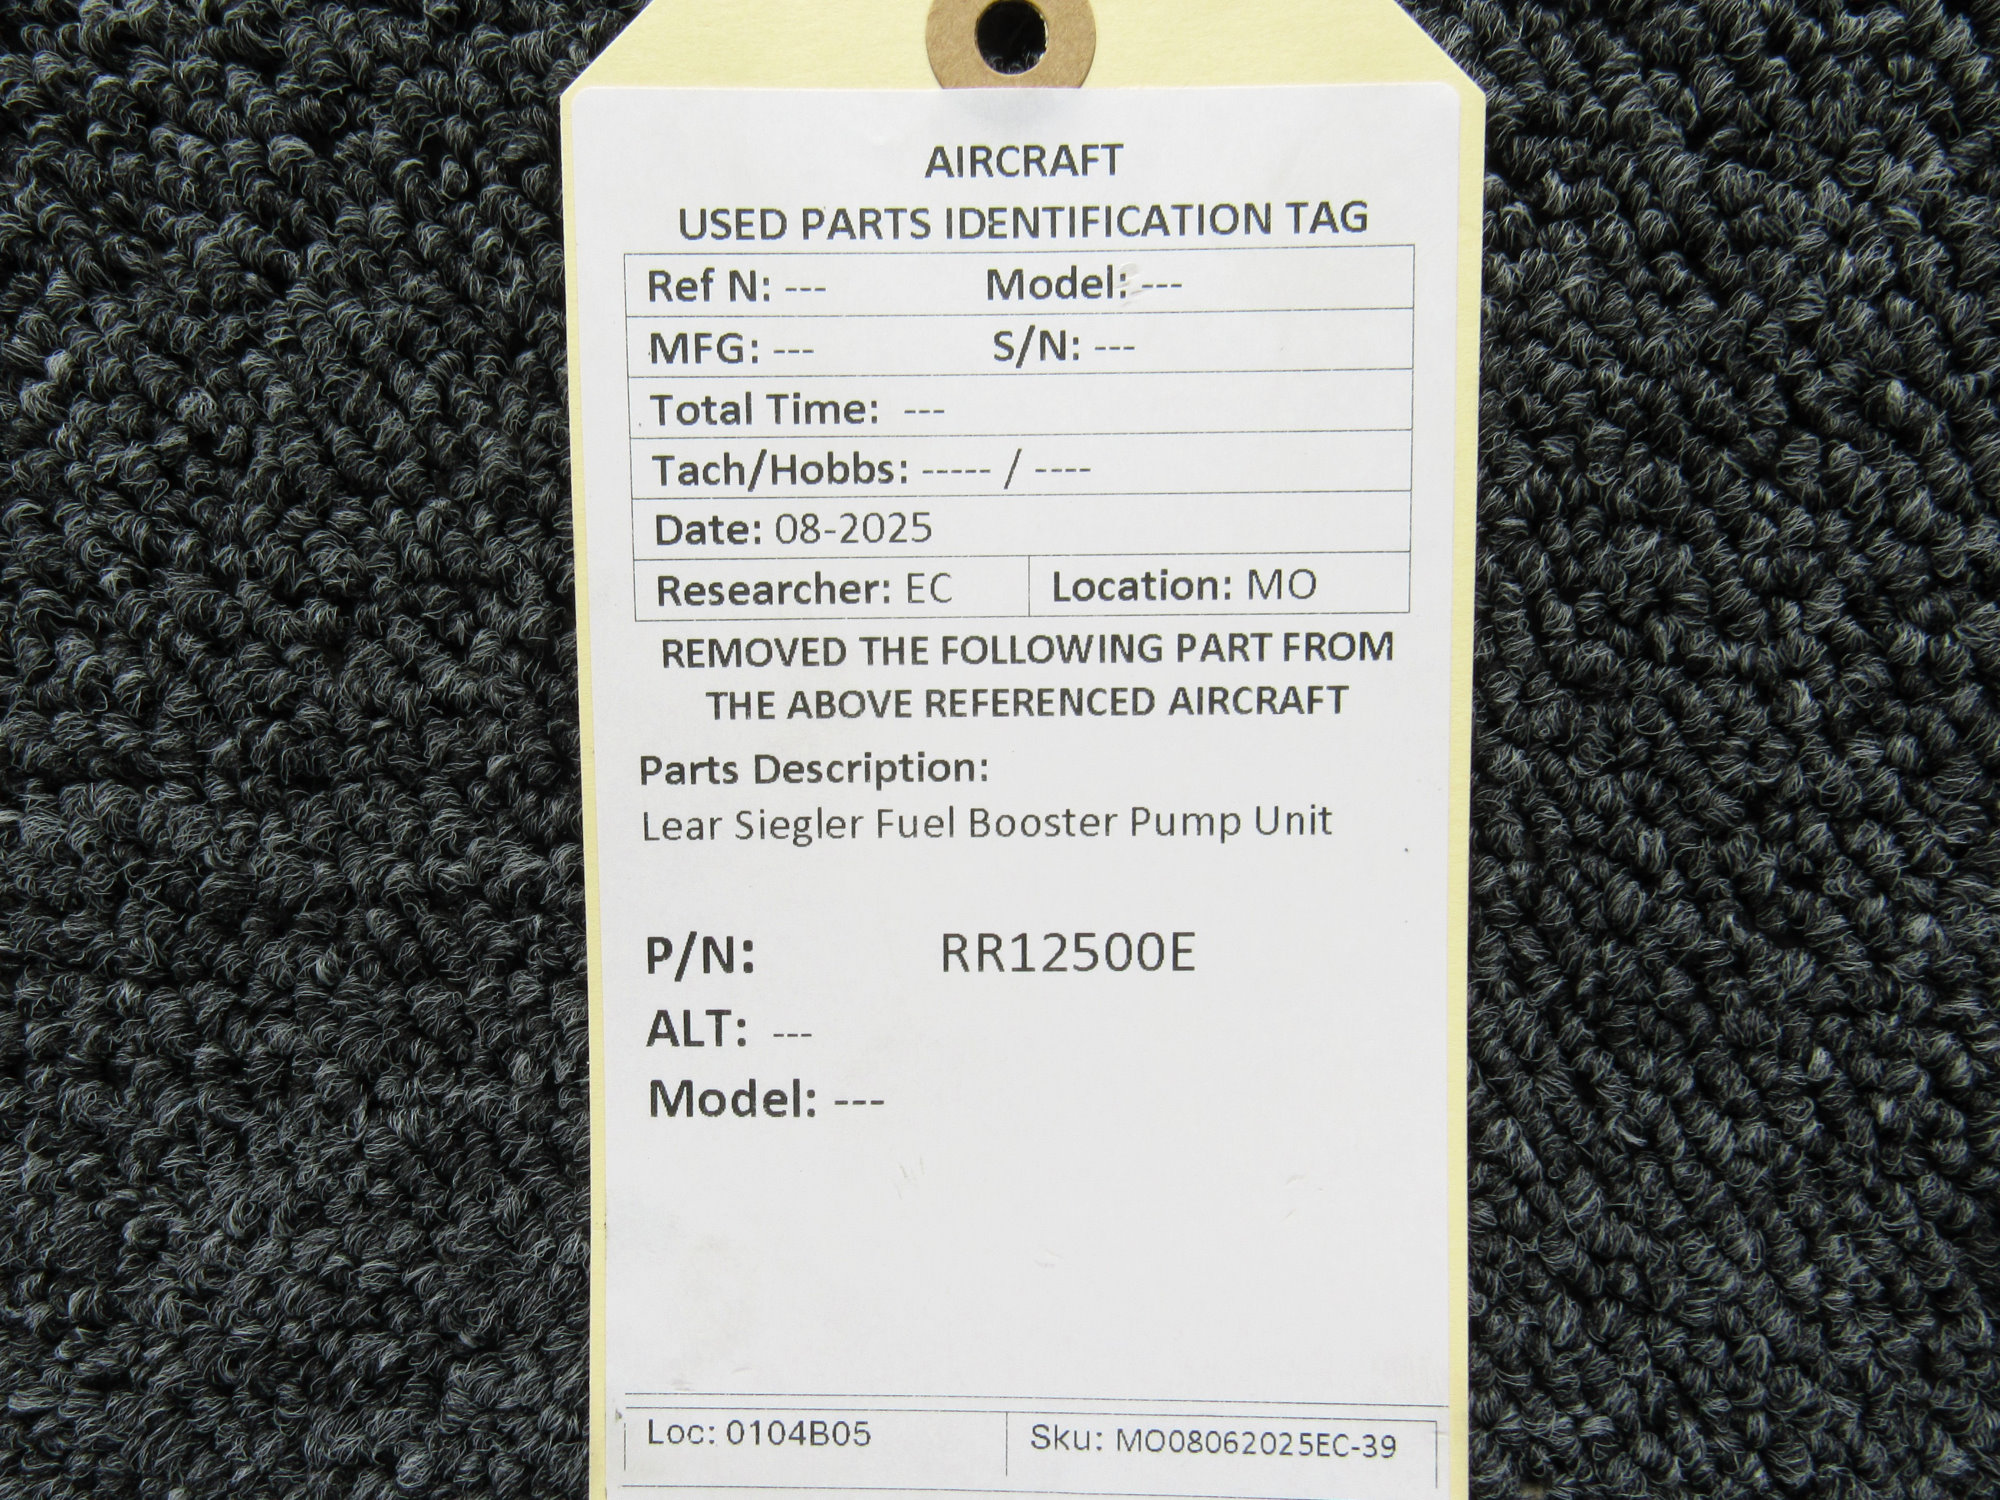 AIRCRAFT
USED PARTS IDENTIFICATION TAG
Ref N: --- Model: ---
MFG: --- S/N: ---
Total Time: ---
Tach/Hobbs: ----- / ----
Date: 08-2025
Researcher: EC Location: MO
REMOVED THE FOLLOWING PART FROM
THE ABOVE REFERENCED AIRCRAFT
Parts Description:
Lear Siegler Fuel Booster Pump Unit
P/N: RR12500E
ALT: ---
Model: ---
Loc: 0104B05 Sku: MO08062025EC-39